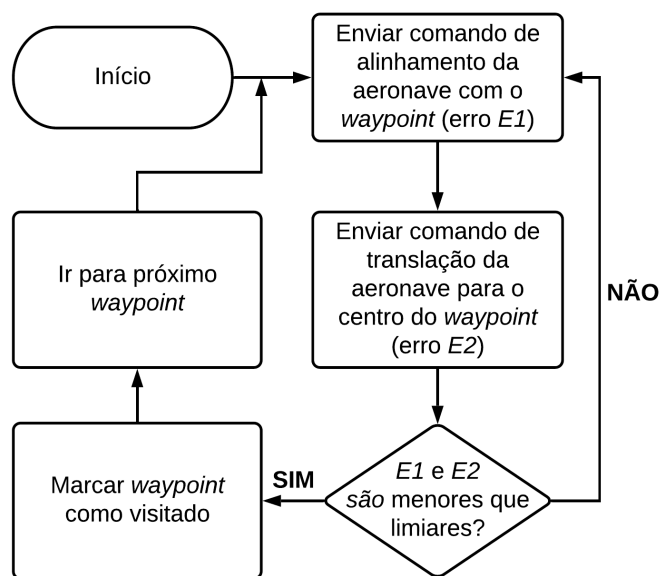 Início
Enviar comando de
alinhamento da
aeronave com o
waypoint (erro E1)
Enviar comando de
translação da
aeronave para o
centro do waypoint
(erro E2)
NÃO
E1 e E2
são menores que
limiares?
SIM
Marcar waypoint
como visitado
Ir para próximo
waypoint